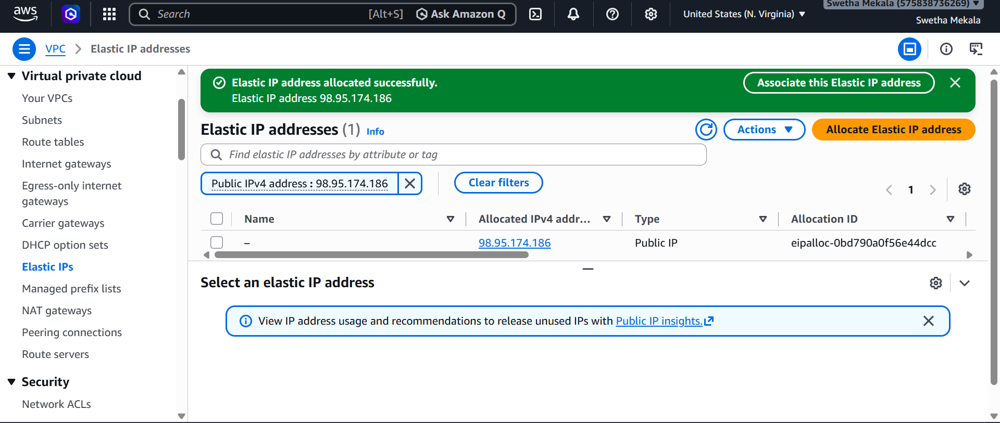 aws
Search
[Alt+S]
Ask Amazon Q
United States (N. Virginia)
Swetha Mekala (575838736269)
Swetha Mekala
VPC
Elastic IP addresses
Virtual private cloud
Your VPCs
Subnets
Route tables
Internet gateways
Egress-only internet
gateways
Carrier gateways
DHCP option sets
Elastic IPs
Managed prefix lists
NAT gateways
Peering connections
Route servers
Security
Network ACLs
Elastic IP address allocated successfully.
Elastic IP address 98.95.174.186
Associate this Elastic IP address
Elastic IP addresses (1) Info
Actions
Allocate Elastic IP address
Find elastic IP addresses by attribute or tag
Public IPv4 address : 98.95.174.186
Clear filters
1
Name
Allocated IPv4 addr...
Type
Allocation ID
–
98.95.174.186
Public IP
eipalloc-0bd790a0f56e44dcc
Select an elastic IP address
View IP address usage and recommendations to release unused IPs with Public IP insights.